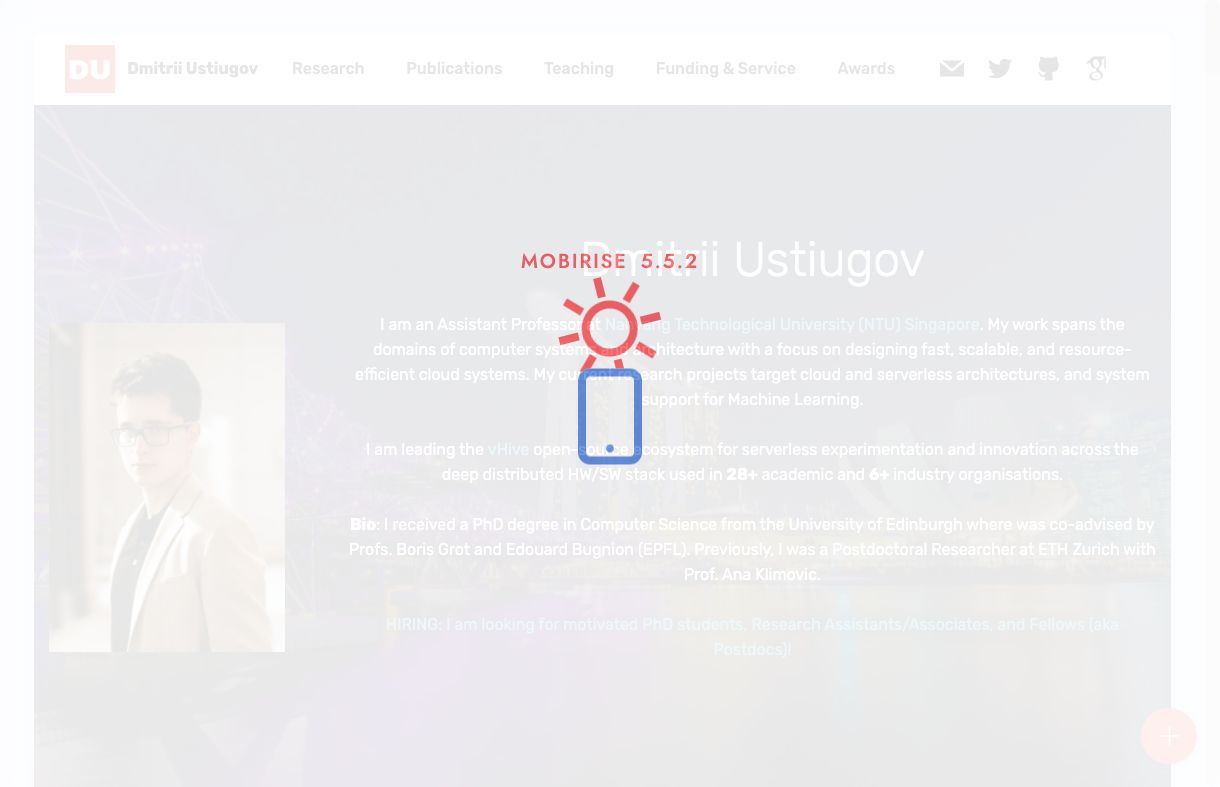 DU Dmitrii Ustiugov Research Publications Teaching Funding & Service Awards
Dmitrii Ustiugov
MOBIRISE 5.5.2
I am an Assistant Professor at Nanyang Technological University (NTU) Singapore. My work spans the
domains of computer systems and architecture with a focus on designing fast, scalable, and resource-
efficient cloud systems. My current research projects target cloud and serverless architectures, and system
support for Machine Learning.
I am leading the vHive open-source ecosystem for serverless experimentation and innovation across the
deep distributed HW/SW stack used in 28+ academic and 6+ industry organisations.
Bio: I received a PhD degree in Computer Science from the University of Edinburgh where was co-advised by
Profs. Boris Grot and Edouard Bugnion (EPFL). Previously, I was a Postdoctoral Researcher at ETH Zurich with
Prof. Ana Klimovic.
HIRING: I am looking for motivated PhD students, Research Assistants/Associates, and Fellows (aka
Postdocs)!